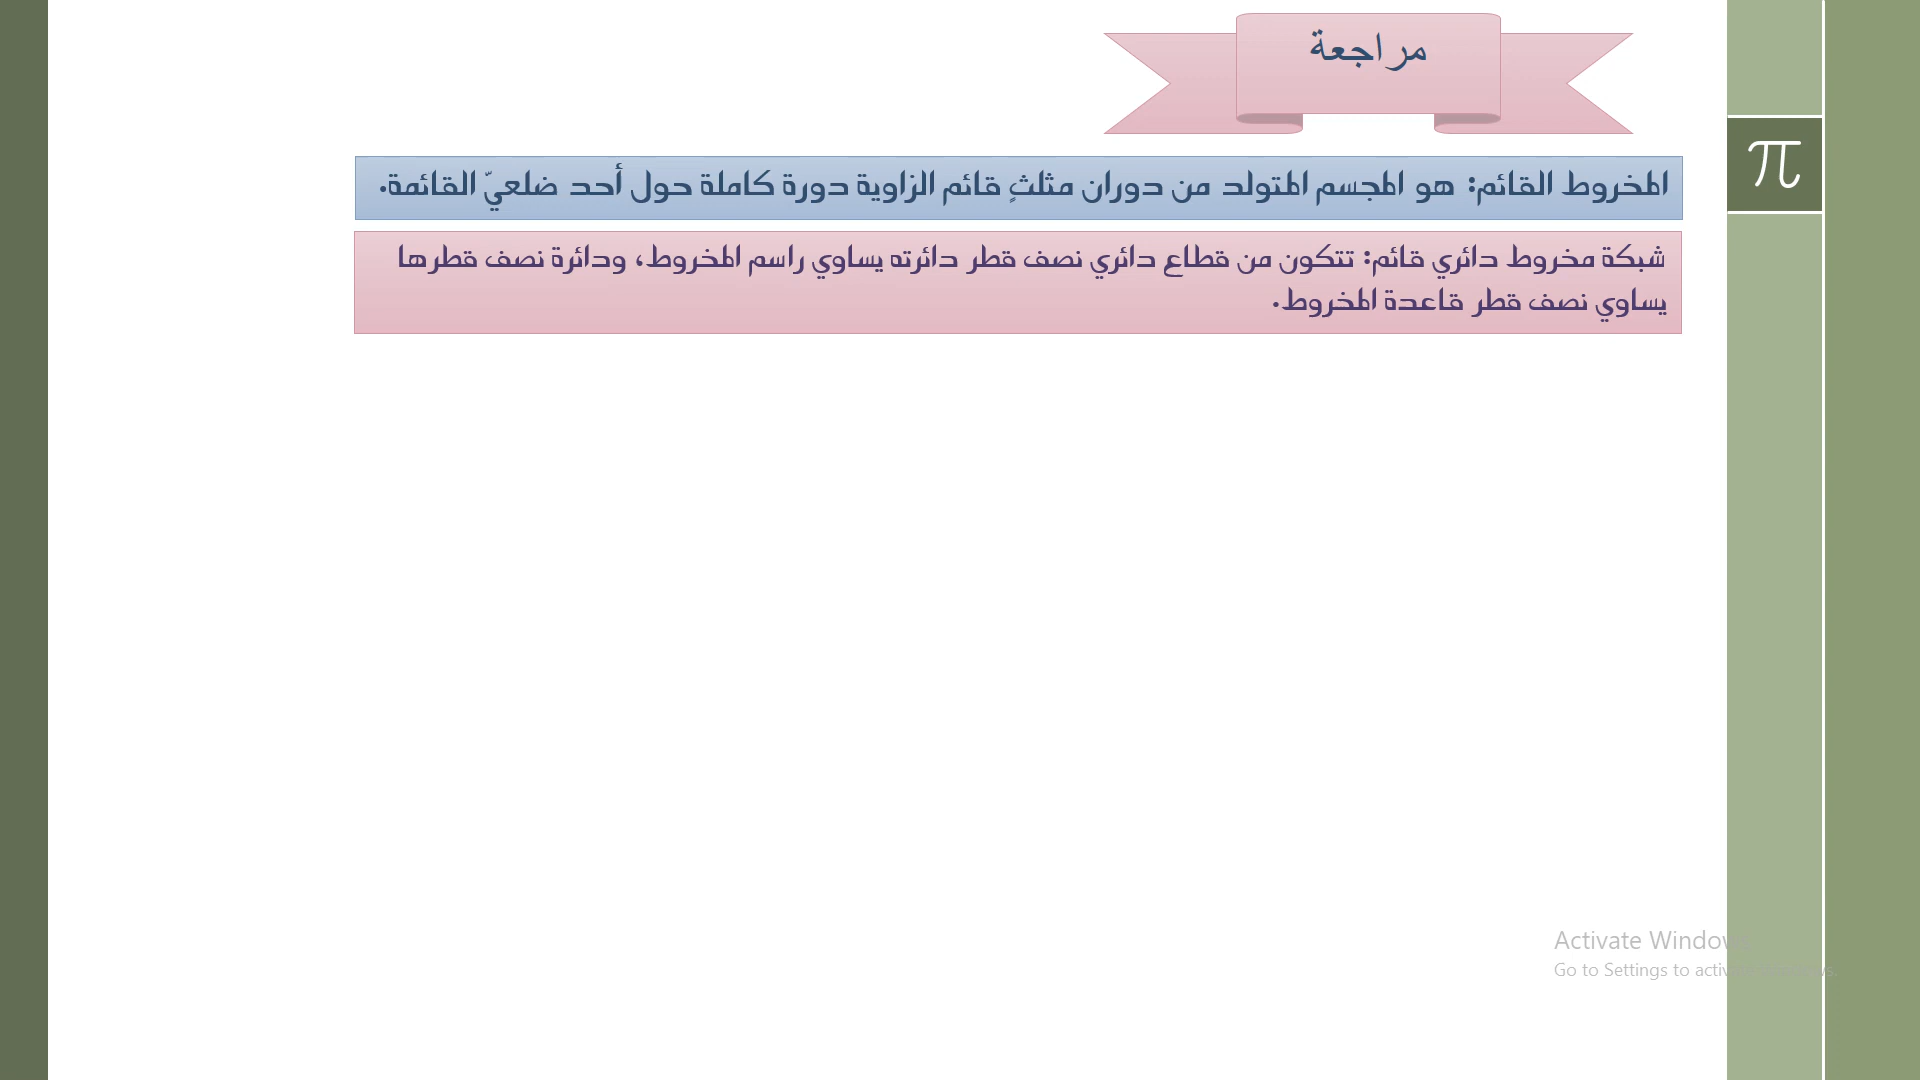 مراجعة
المخروط القائم: هو المجسم المتولد من دوران مثلثٍ قائم الزاوية دورة كاملة حول أحد ضلعيّ القائمة.
شبكة مخروط دائري قائم: تتكون من قطاع دائري نصف قطر دائرته يساوي راسم المخروط، ودائرة نصف قطرها
يساوي نصف قطر قاعدة المخروط.
π
Activate Windows
Go to Settings to activate Windows.